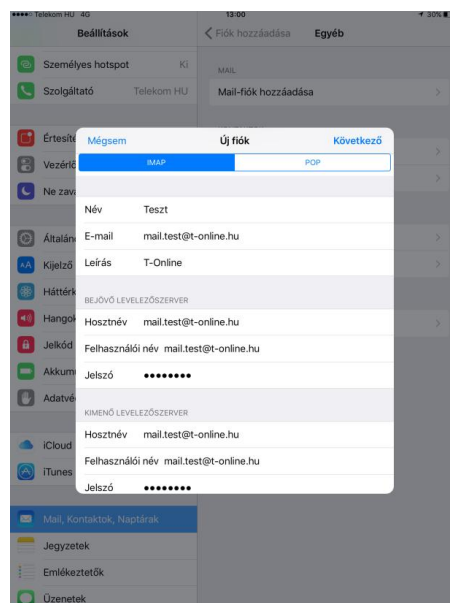 Telekom HU 4G 13:00 30%
Beállítások
Fiók hozzáadása Egyéb
Személyes hotspot Ki
Szolgáltató Telekom HU
MAIL
Mail-fiók hozzáadása
Értesíté
Vezérlő
Ne zava
Általán
Kijelző
Háttérk
Hangok
Jelkód
Akkum
Adatvé
iCloud
iTunes
Mail, Kontaktok, Naptárak
Jegyzetek
Emlékeztetők
Üzenetek
Mégsem Új fiók Következő
IMAP POP
Név Teszt
E-mail mail.test@t-online.hu
Leírás T-Online
BEJÖVŐ LEVELEZŐSZERVER
Hosztnév mail.test@t-online.hu
Felhasználói név mail.test@t-online.hu
Jelszó ●●●●●●●●
KIMENŐ LEVELEZŐSZERVER
Hosztnév mail.test@t-online.hu
Felhasználói név mail.test@t-online.hu
Jelszó ●●●●●●●●